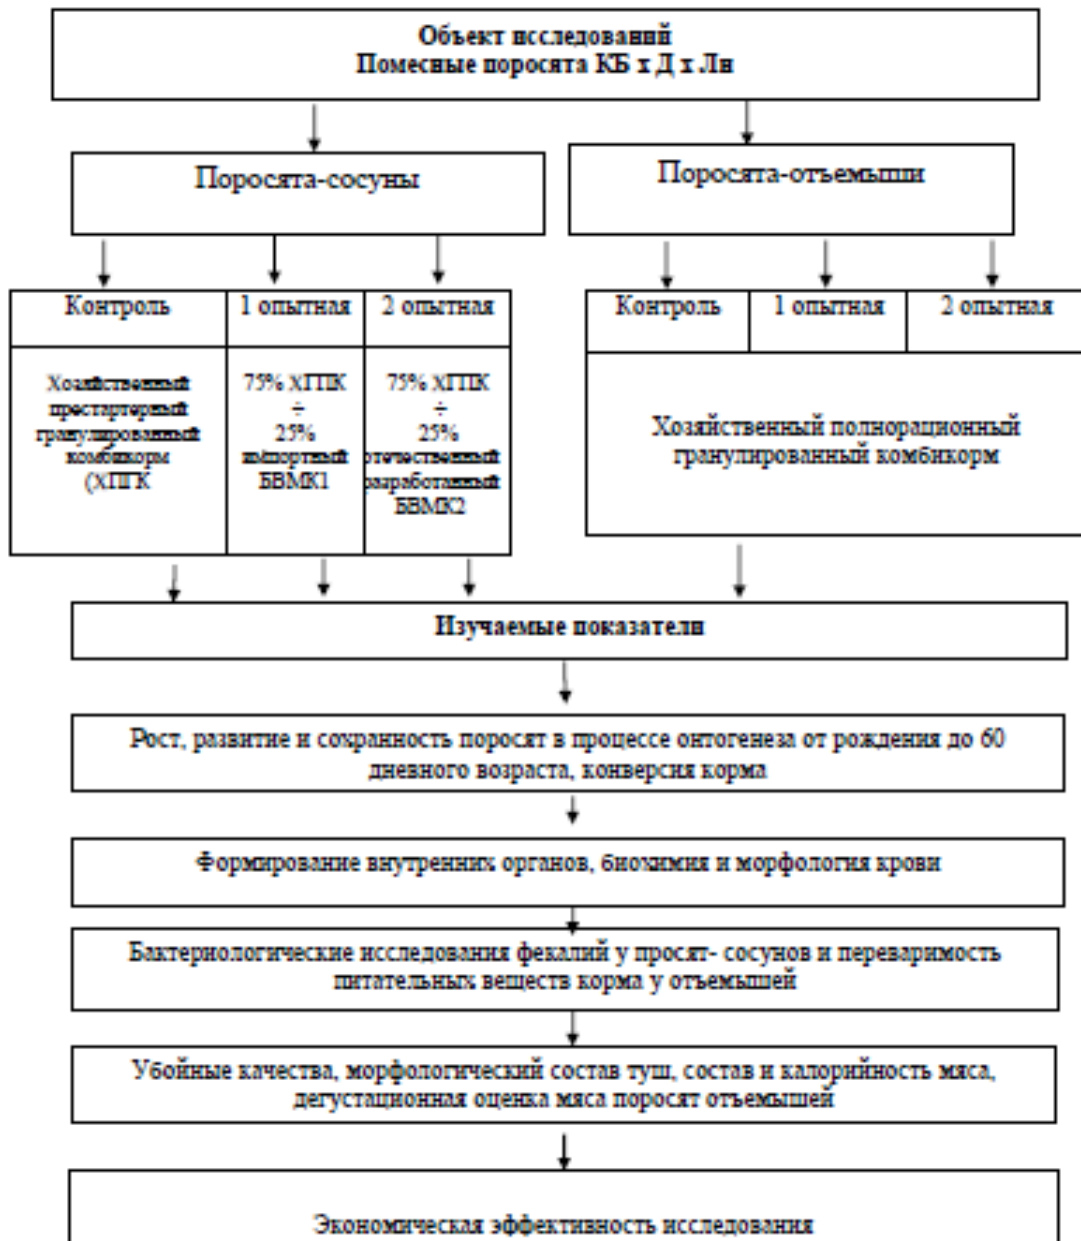 Объект исследований
Помесные поросята КБ х Д х Лн
Поросята-сосуны
Поросята-отъемыши
Контроль
1 опытная
2 опытная
Хозяйственный
престартерный
гранулированный
комбикорм
(ХПГК
75% ХГПК
+
25%
импортный
БВМК1
75% ХГПК
+
25%
отечественный
разработанный
БВМК2
Контроль
1 опытная
2 опытная
Хозяйственный полнорационный
гранулированный комбикорм
Изучаемые показатели
Рост, развитие и сохранность поросят в процессе онтогенеза от рождения до 60
дневного возраста, конверсия корма
Формирование внутренних органов, биохимия и морфология крови
Бактериологические исследования фекалий у просят- сосунов и переваримость
питательных веществ корма у отъемышей
Убойные качества, морфологический состав туш, состав и калорийность мяса,
дегустационная оценка мяса поросят отъемышей
Экономическая эффективность исследования